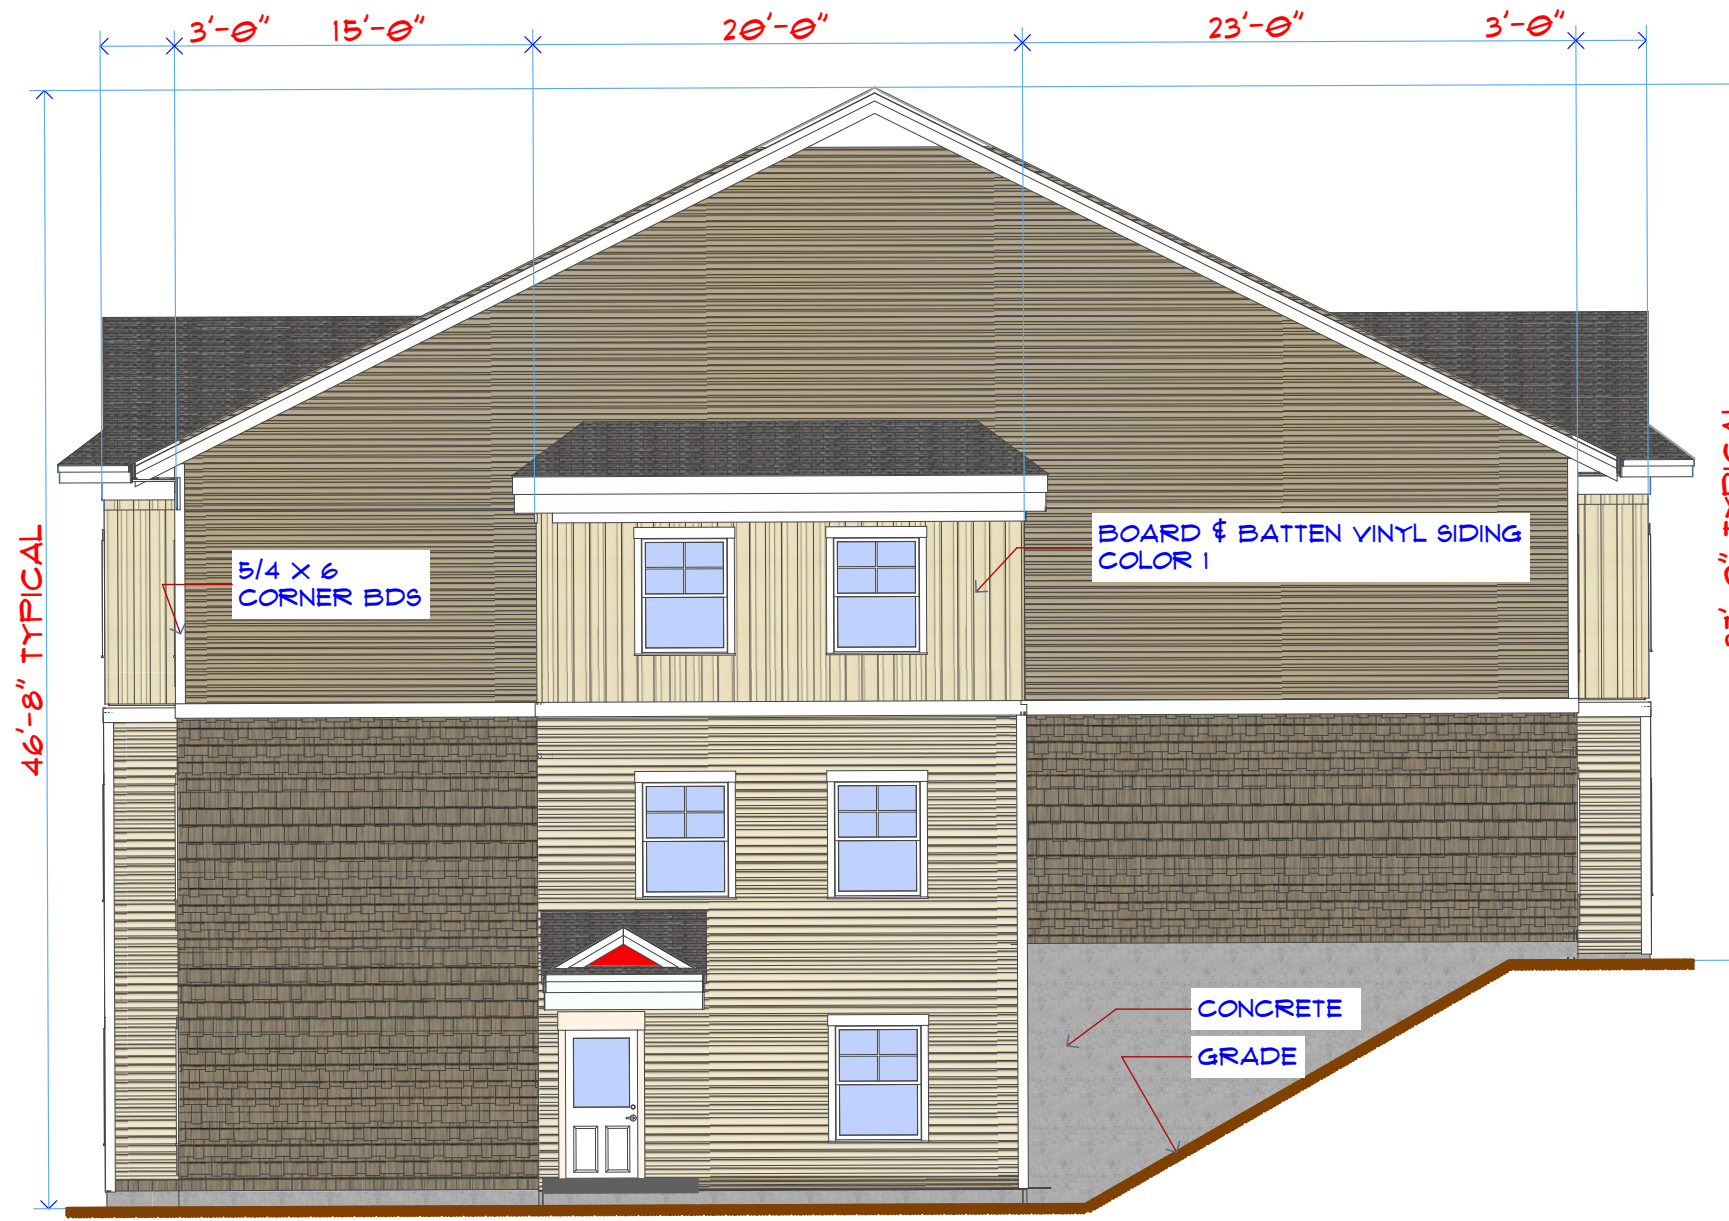 3'-0" 15'-0" 20'-0" 23'-0" 3'-0"
46'-8" TYPICAL
BOARD & BATTEN VINYL SIDING
COLOR 1
5/4 X 6
CORNER BDS
CONCRETE
GRADE